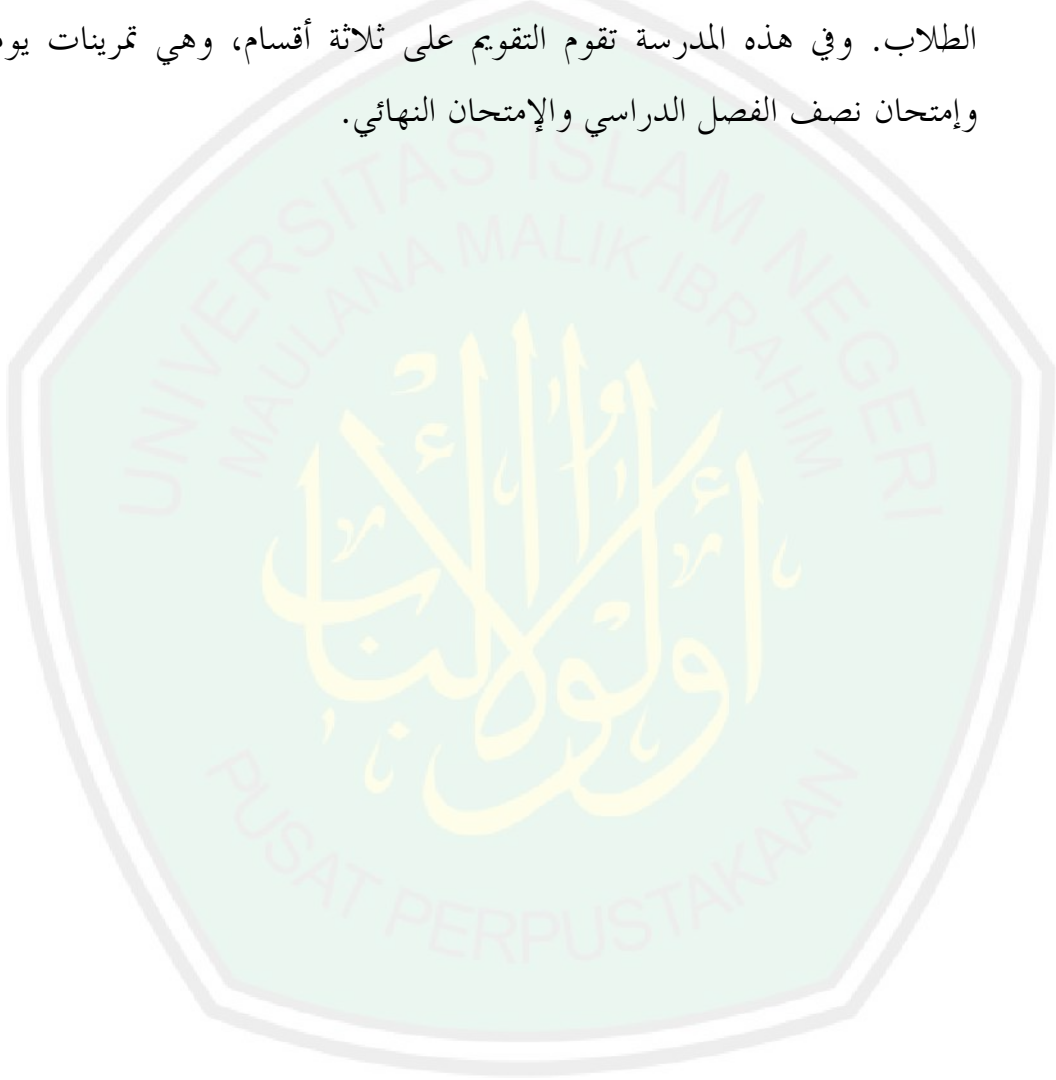 الطلاب. وفي هذه المدرسة تقوم التقويم على ثلاثة أقسام، وهي تمرينات
وإمتحان نصف الفصل الدراسي والإمتحان النهائي.
UNIVERSITAS ISLAM NEGERI
MAULANA MALIK IBRAHIM
أولوا الألباب
PUSAT PERPUSTAKAAN